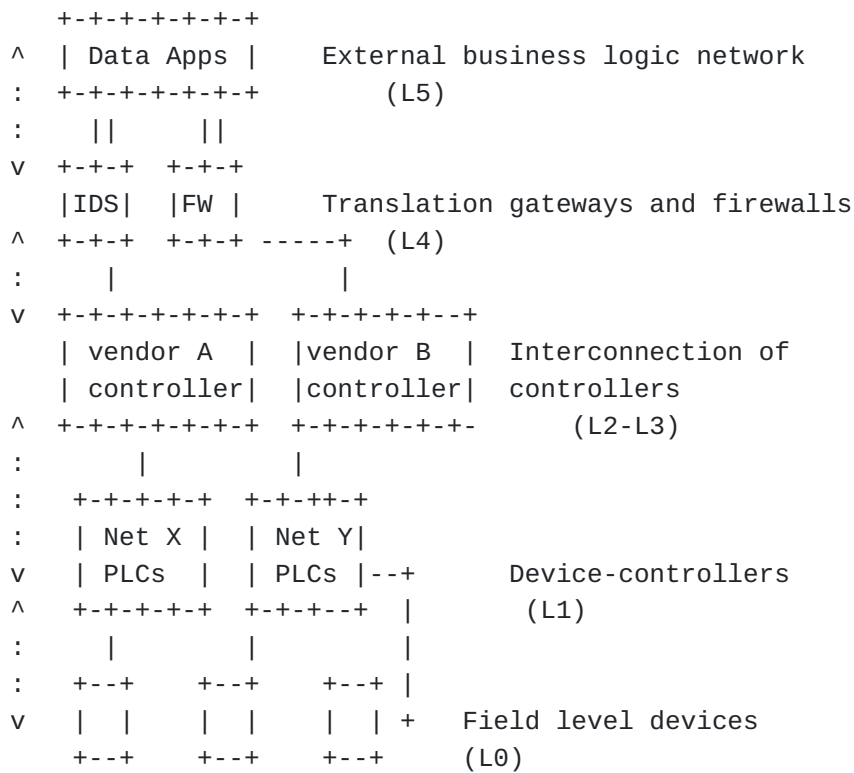 +-+-+-+-+-+-+
^  | Data Apps |    External business logic network
:  +-+-+-+-+-+-+        (L5)
:    ||     ||
v  +-+-+  +-+-+
   |IDS|  |FW |     Translation gateways and firewalls
^  +-+-+  +-+-+ -----+  (L4)
:     |              |
v  +-+-+-+-+-+-+  +-+-+-+-+--+
   | vendor A  |  |vendor B  |  Interconnection of
   | controller|  |controller|  controllers
^  +-+-+-+-+-+-+  +-+-+-+-+-+-      (L2-L3)
:       |         |
:   +-+-+-+-+  +-+-++-+
:   | Net X |  | Net Y|
v   | PLCs  |  | PLCs |--+      Device-controllers
^   +-+-+-+-+  +-+-+--+  |       (L1)
:     |        |         |
:   +--+    +--+    +--+ |
v   |  |    |  |    |  | +   Field level devices
    +--+    +--+    +--+     (L0)